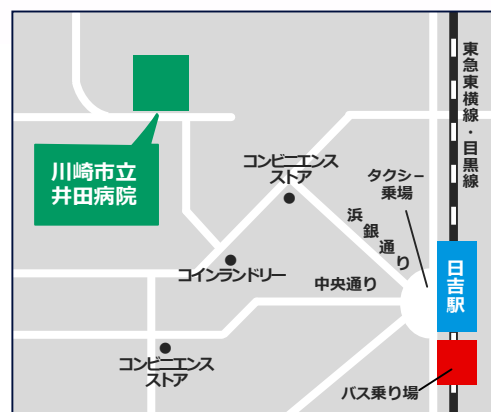 東急東横線・目黒線
川崎市立
井田病院
コンビニエンス
ストア
タクシー
乗場
浜銀通り
コインランドリー
中央通り
日吉駅
コンビニエンス
ストア
バス乗り場